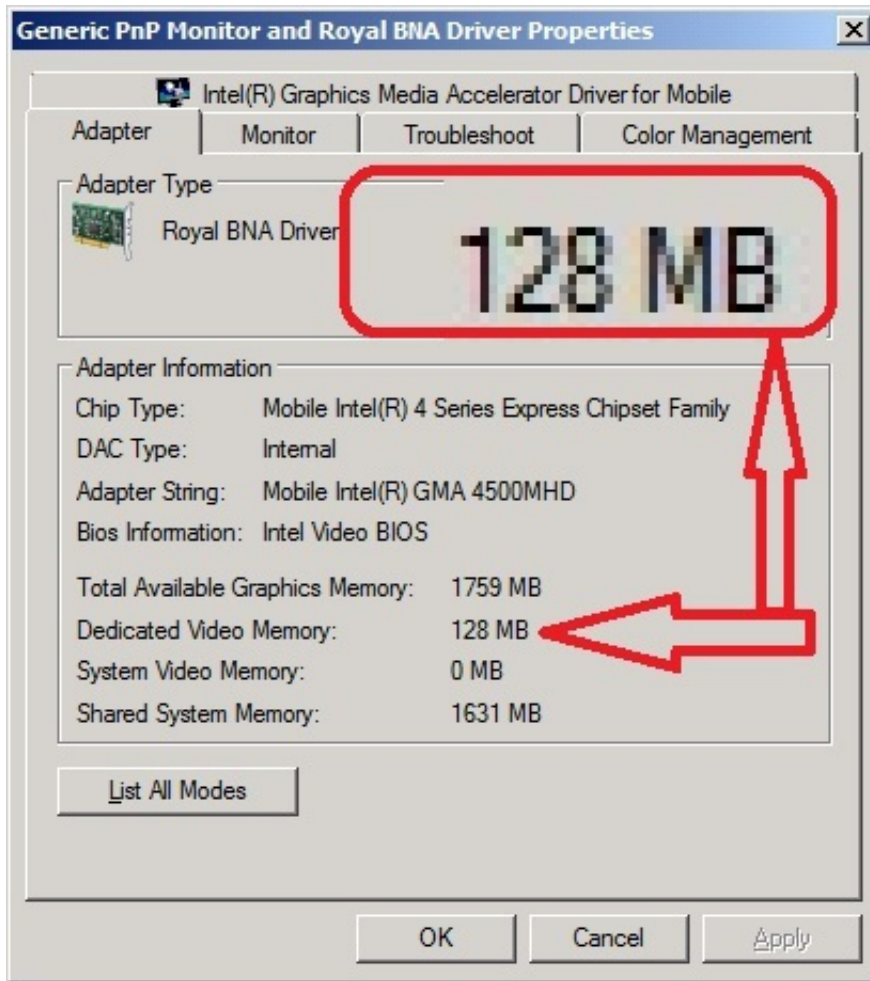 Generic PnP Monitor and Royal BNA Driver Properties
Intel(R) Graphics Media Accelerator Driver for Mobile
Adapter
Monitor
Troubleshoot
Color Management
Adapter Type
Royal BNA Driver
128 MB
Adapter Information
Chip Type: Mobile Intel(R) 4 Series Express Chipset Family
DAC Type: Internal
Adapter String: Mobile Intel(R) GMA 4500MHD
Bios Information: Intel Video BIOS
Total Available Graphics Memory: 1759 MB
Dedicated Video Memory: 128 MB
System Video Memory: 0 MB
Shared System Memory: 1631 MB
List All Modes
OK
Cancel
Apply